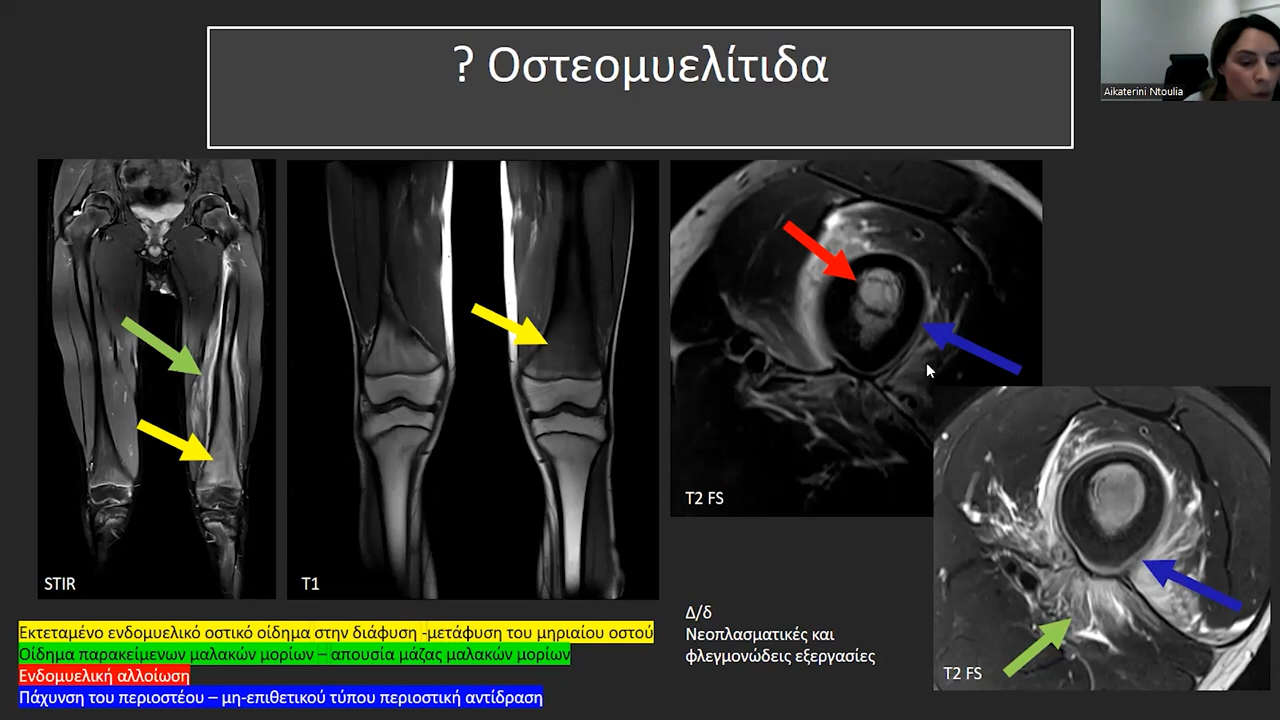 ? Οστεομυελίτιδα
Aikaterini Ntoulia
STIR
T1
T2 FS
T2 FS
Εκτεταμένο ενδομυελικό οστικό οίδημα στην διάφυση -μετάφυση του μηριαίου οστού
Οίδημα παρακείμενων μαλακών μορίων – απουσία μάζας μαλακών μορίων
Ενδομυελική αλλοίωση
Πάχυνση του περιοστέου – μη-επιθετικού τύπου περιοστική αντίδραση
Δ/δ
Νεοπλασματικές και
φλεγμονώδεις εξεργασίες